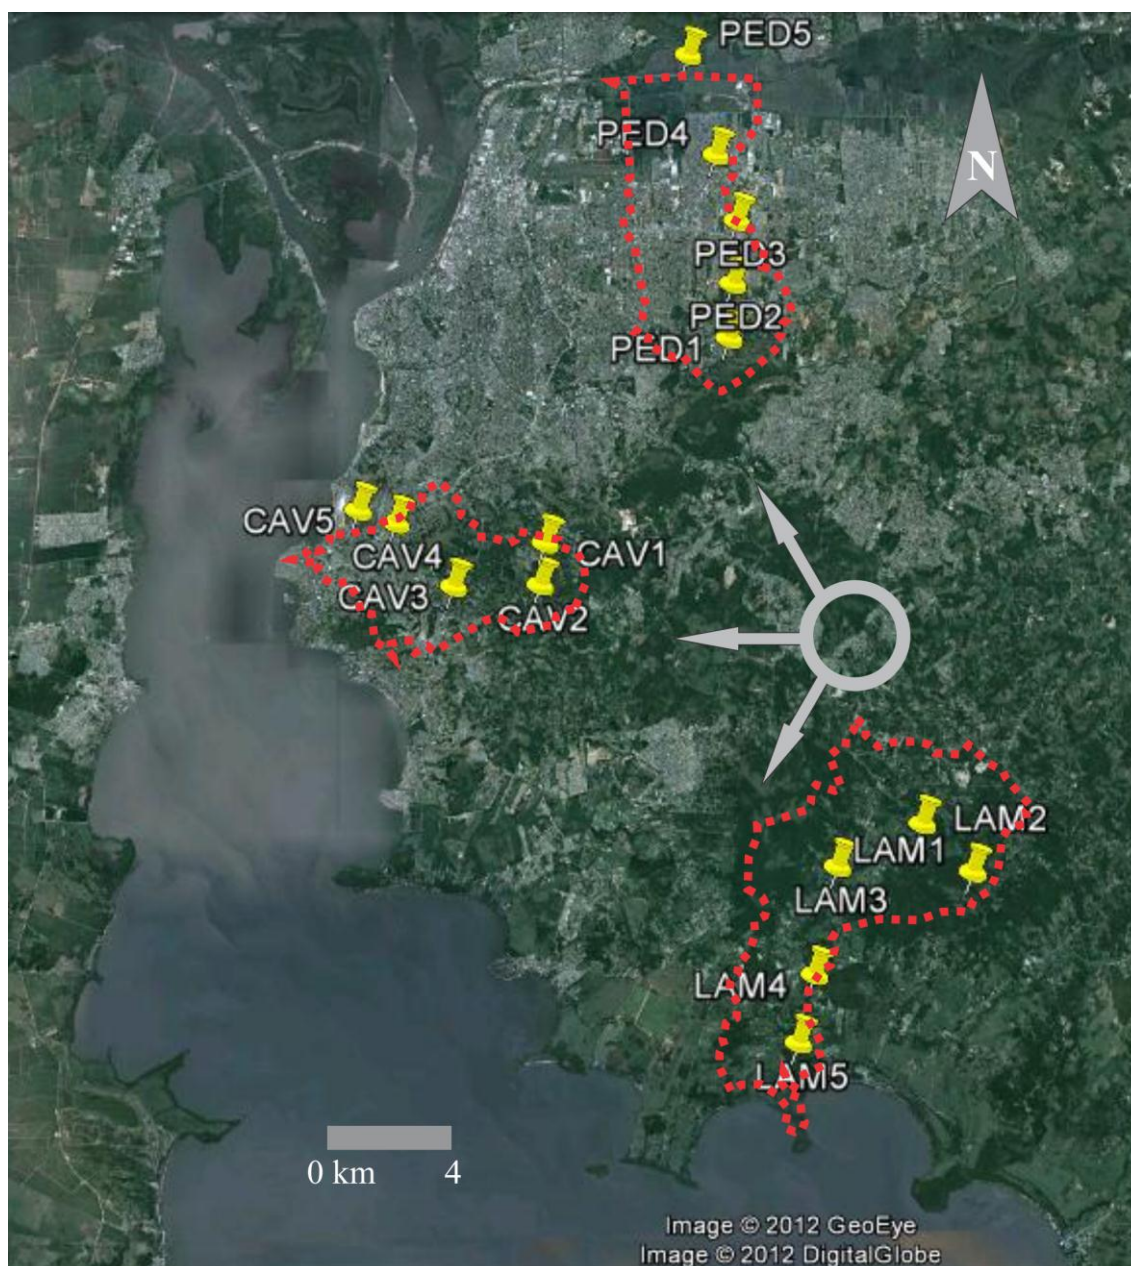 PED5
PED4
N
PED3
PED2
PED1
CAV5
CAV4
CAV1
CAV3
CAV2
LAM2
LAM1
LAM3
LAM4
LAM5
0 km 4
Image © 2012 GeoEye
Image © 2012 DigitalGlobe